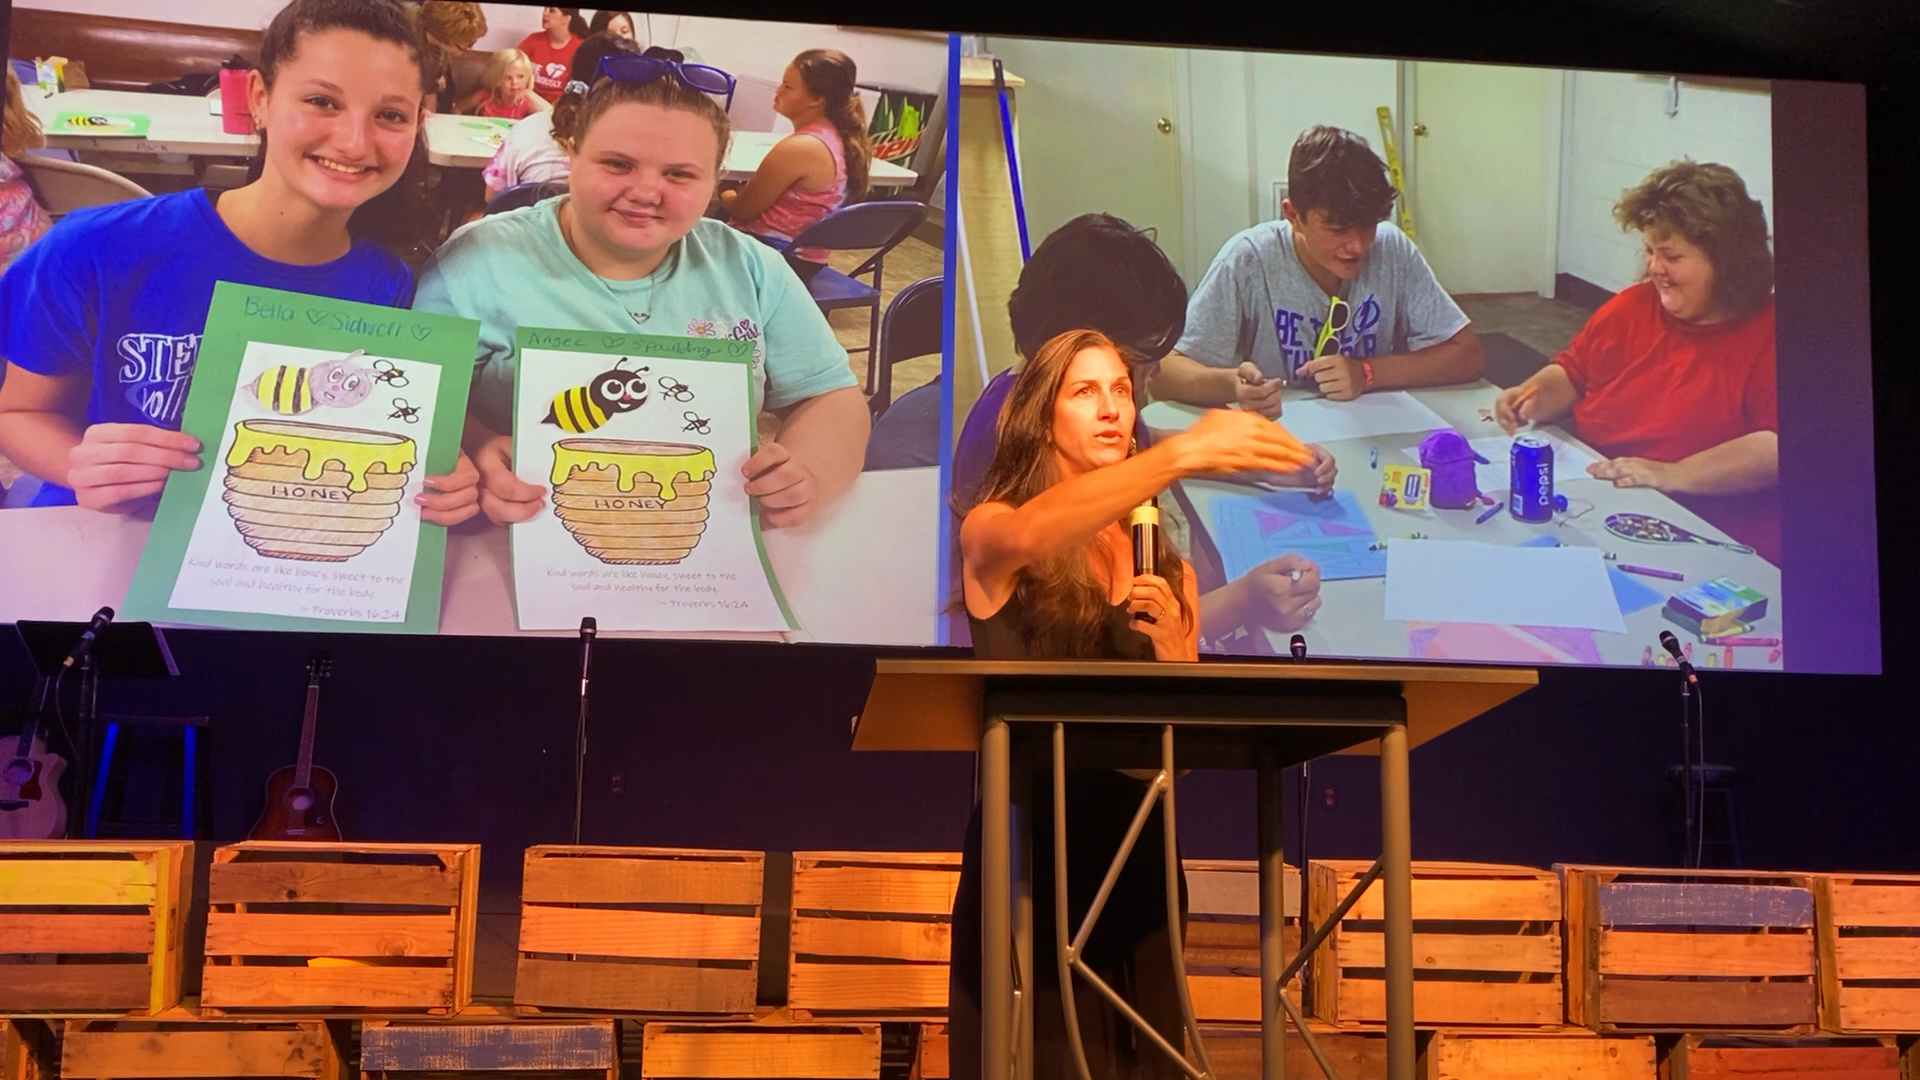 Bella ♡ Sidwell ♡
HONEY
Kind words are like honey, sweet to the
soul and healthy for the body.
~ Proverbs 16:24
Angel ♡ Spaulding ♡
HONEY
Kind words are like honey, sweet to the
soul and healthy for the body.
~ Proverbs 16:24
BE
pepsi